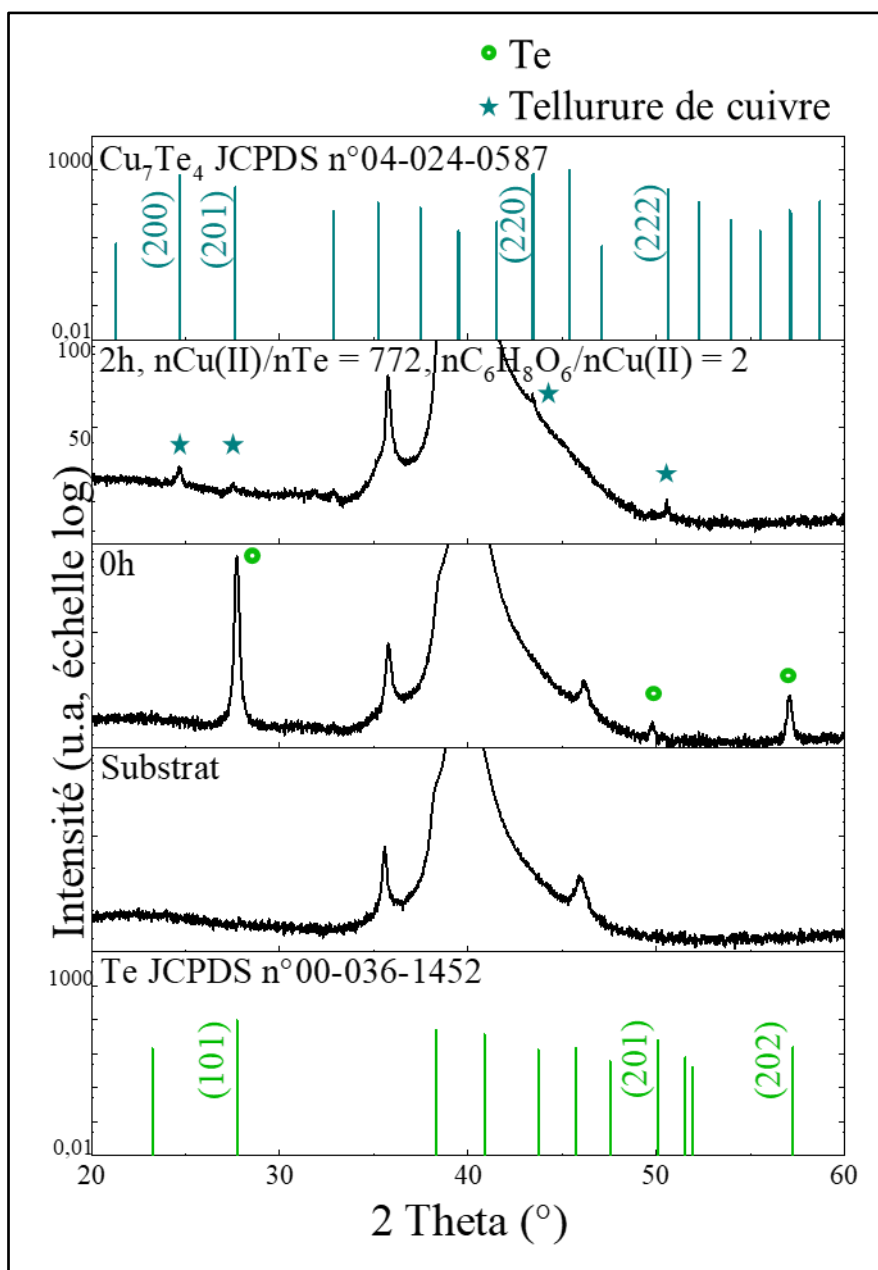 Te
Tellurure de cuivre
Cu₇Te₄ JCPDS n°04-024-0587
1000
(200)
(201)
(220)
(222)
0,01
2h, nCu(II)/nTe = 772, nC₆H₈O₆/nCu(II) = 2
100
50
0
0h
Substrat
Intensité (u.a, échelle log)
Te JCPDS n°00-036-1452
1000
(101)
(201)
(202)
0,01
20 30 40 50 60
2 Theta (°)